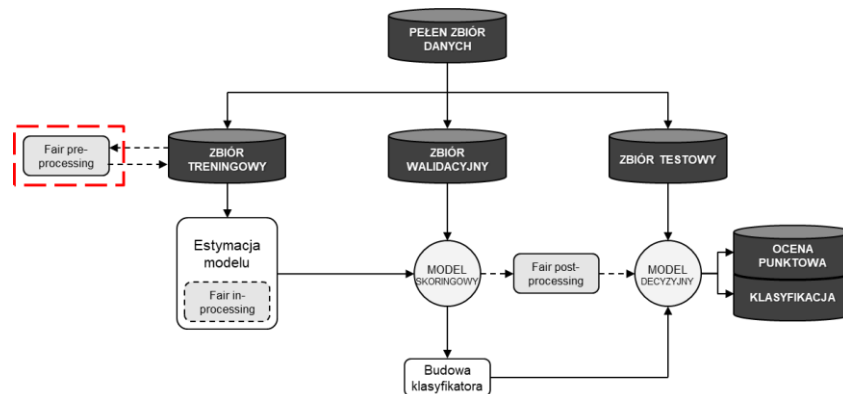 PEŁEN ZBIÓR
DANYCH
Fair pre-
processing
ZBIÓR
TRENINGOWY
ZBIÓR
WALIDACYJNY
ZBIÓR TESTOWY
Estymacja
modelu
Fair in-
processing
MODEL
SKORINGOWY
Fair post-
processing
MODEL
DECYZYJNY
OCENA
PUNKTOWA
KLASYFIKACJA
Budowa
klasyfikatora